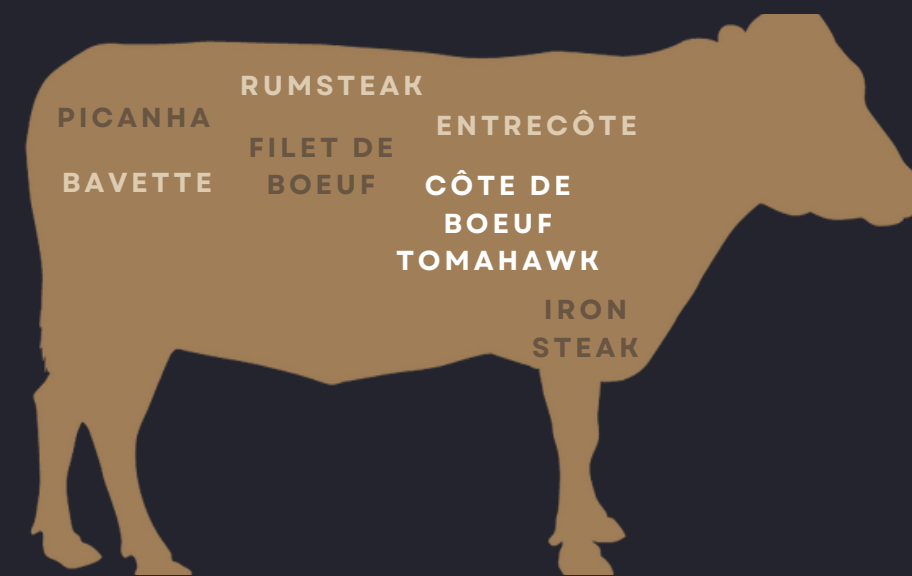 RUMSTEAK
PICANHA
ENTRECÔTE
FILET DE
BOEUF
BAVETTE
CÔTE DE
BOEUF
TOMAHAWK
IRON
STEAK